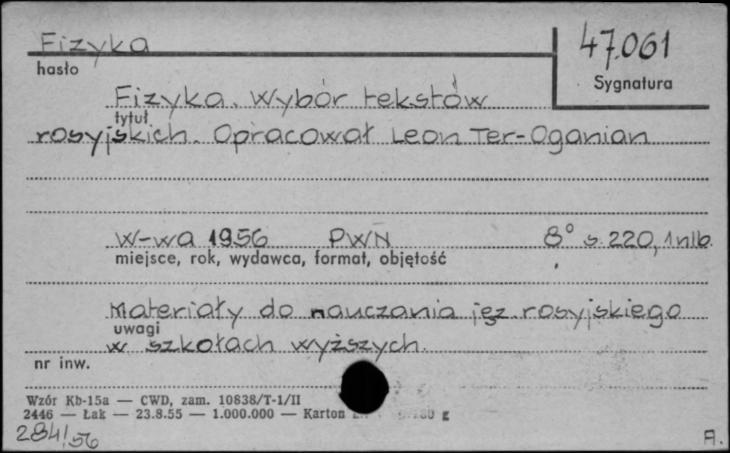 Fizyka
47.061
hasło
Sygnatura
Fizyka. Wybór tekstów
tytuł
rosyjskich. Opracował Leon Ter-Oganian
W-wa 1956 PWN 8° s. 220, 1 nlb.
miejsce, rok, wydawca, format, objętość
Materiały do nauczania jęz. rosyjskiego
uwagi
w szkołach wyższych.
nr inw.
Wzór Kb-15a — CWD, zam. 10838/T-1/II
2446 — Łak — 23.8.55 — 1.000.000 — Karton
284/56
A.